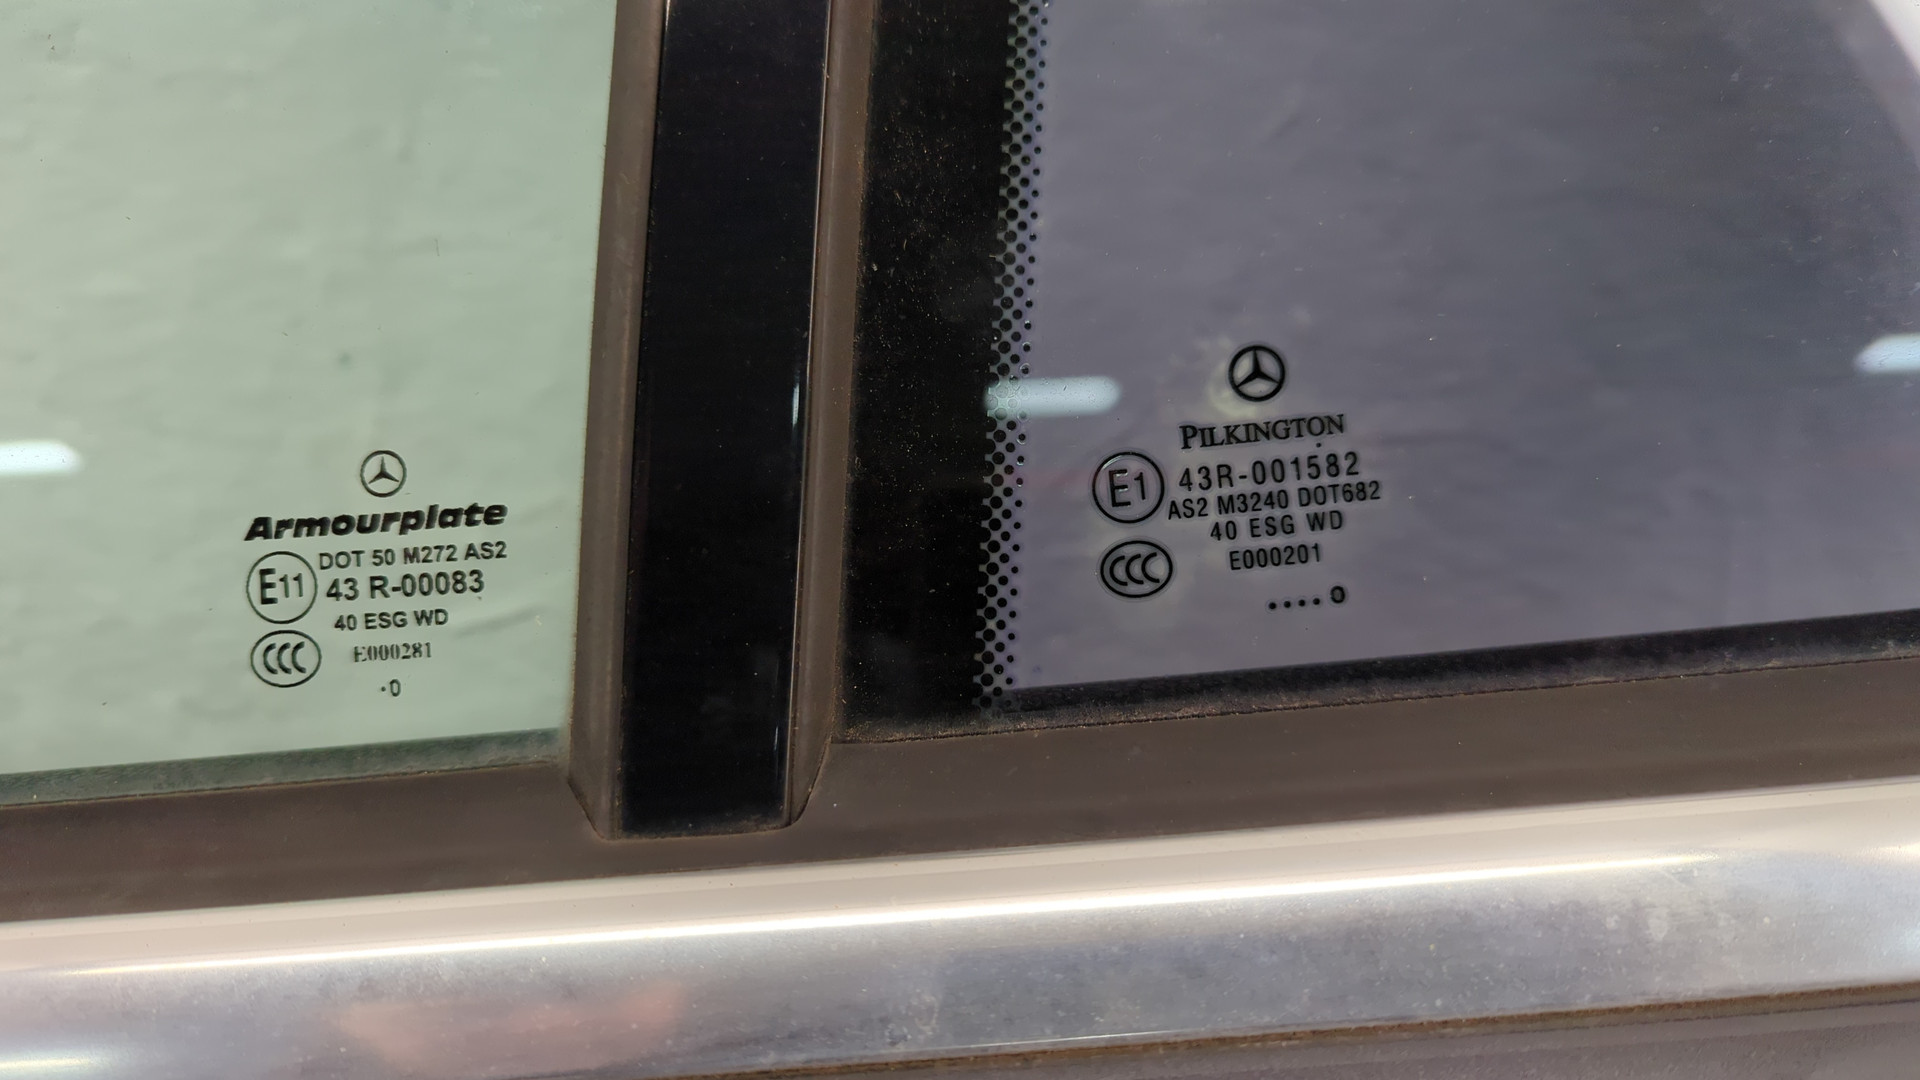 Armourplate
DOT 50 M272 AS2
E11 43 R-00083
40 ESG WD
CCC E000281
·0
PILKINGTON
E1 43R-001582
AS2 M3240 DOT682
40 ESG WD
CCC E000201
····0